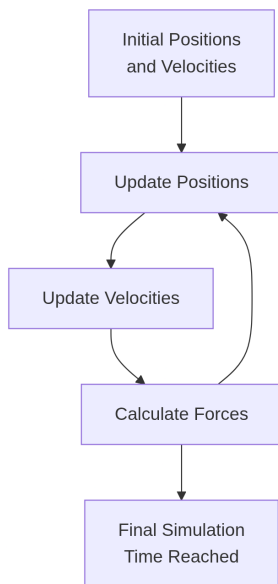 Initial Positions
and Velocities
Update Positions
Update Velocities
Calculate Forces
Final Simulation
Time Reached